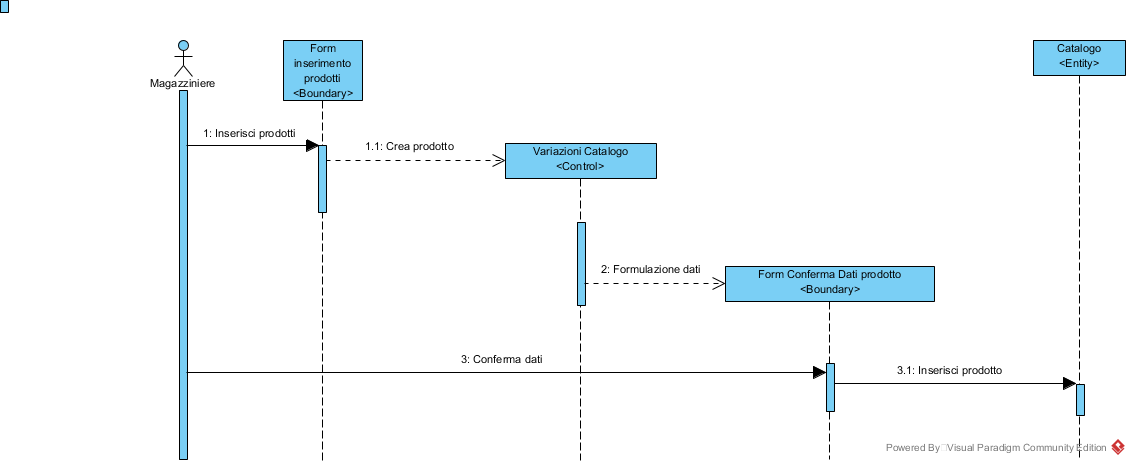 Magazziniere
Form
inserimento
prodotti
<Boundary>
Catalogo
<Entity>
1: Inserisci prodotti
1.1: Crea prodotto
Variazioni Catalogo
<Control>
2: Formulazione dati
Form Conferma Dati prodotto
<Boundary>
3: Conferma dati
3.1: Inserisci prodotto
Powered By Visual Paradigm Community Edition